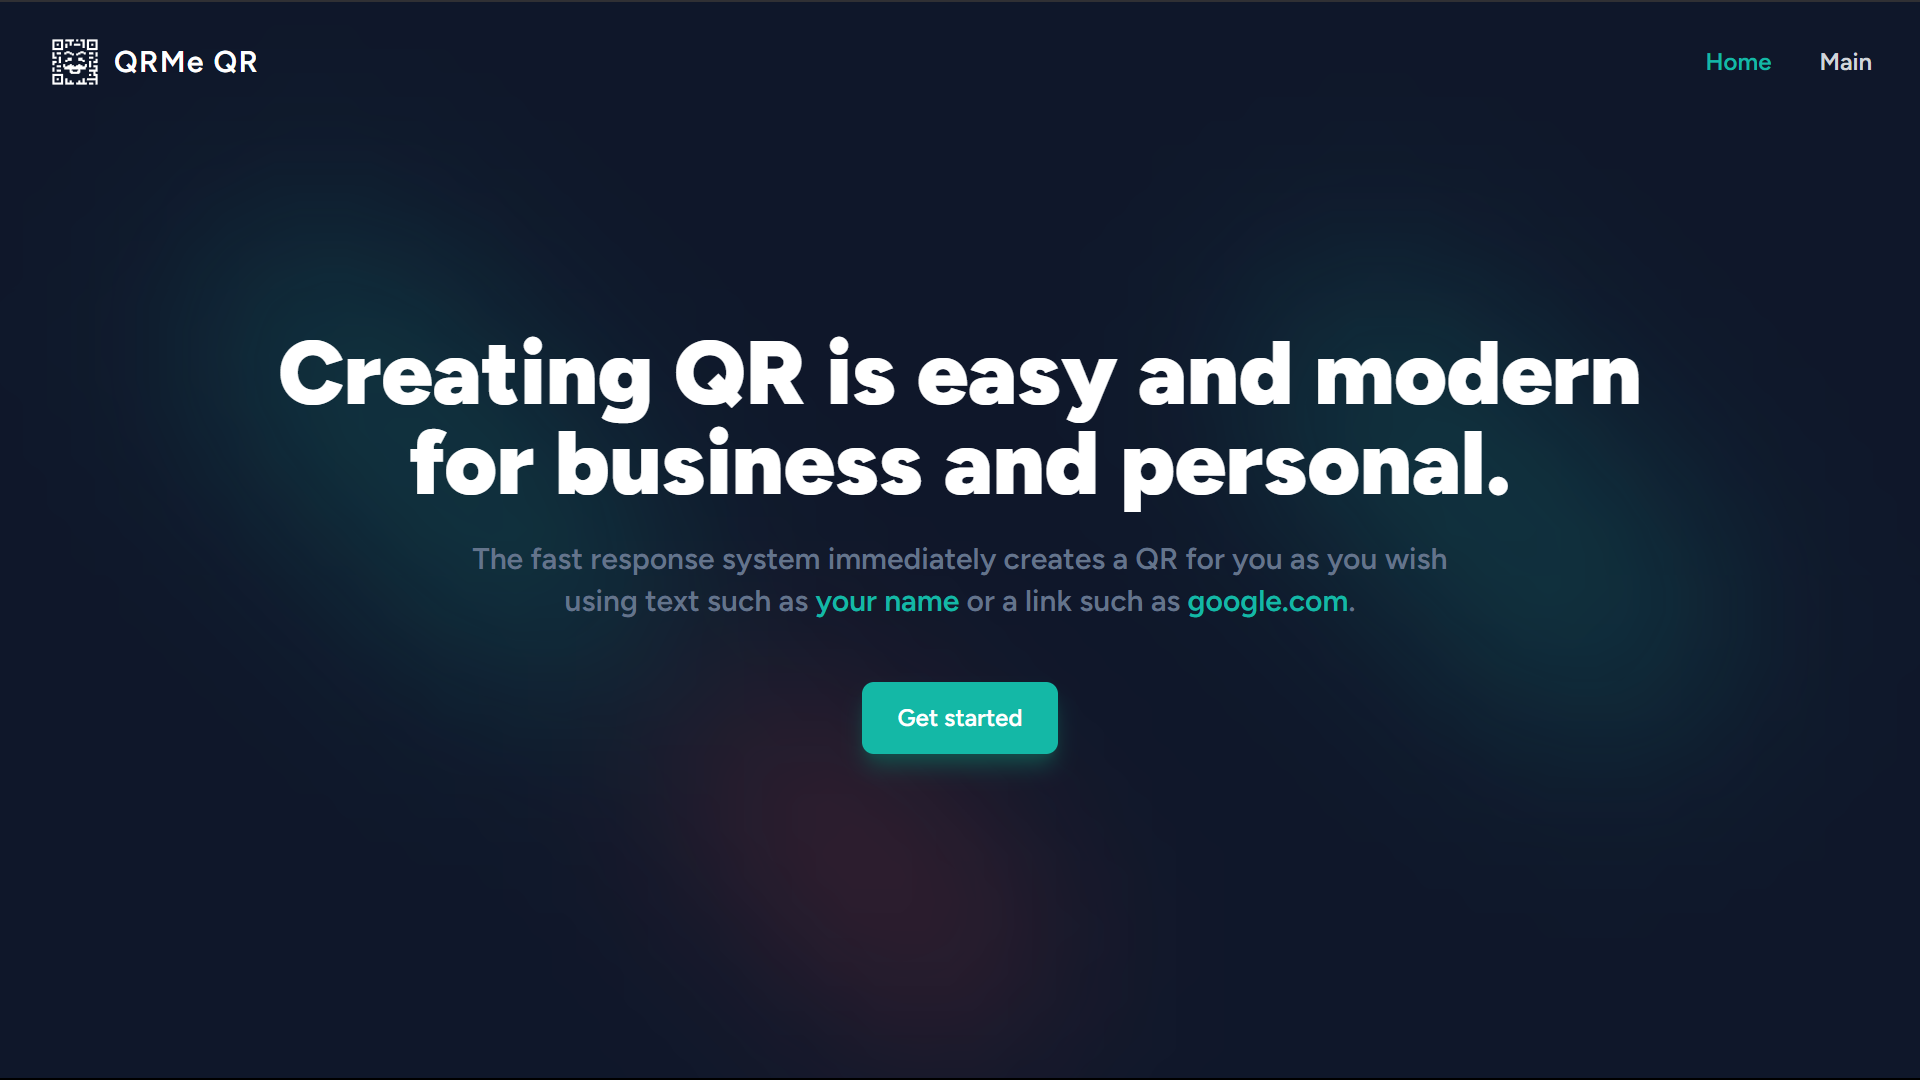 QRMe QR
Home
Main
Creating QR is easy and modern
for business and personal.
The fast response system immediately creates a QR for you as you wish
using text such as your name or a link such as google.com.
Get started